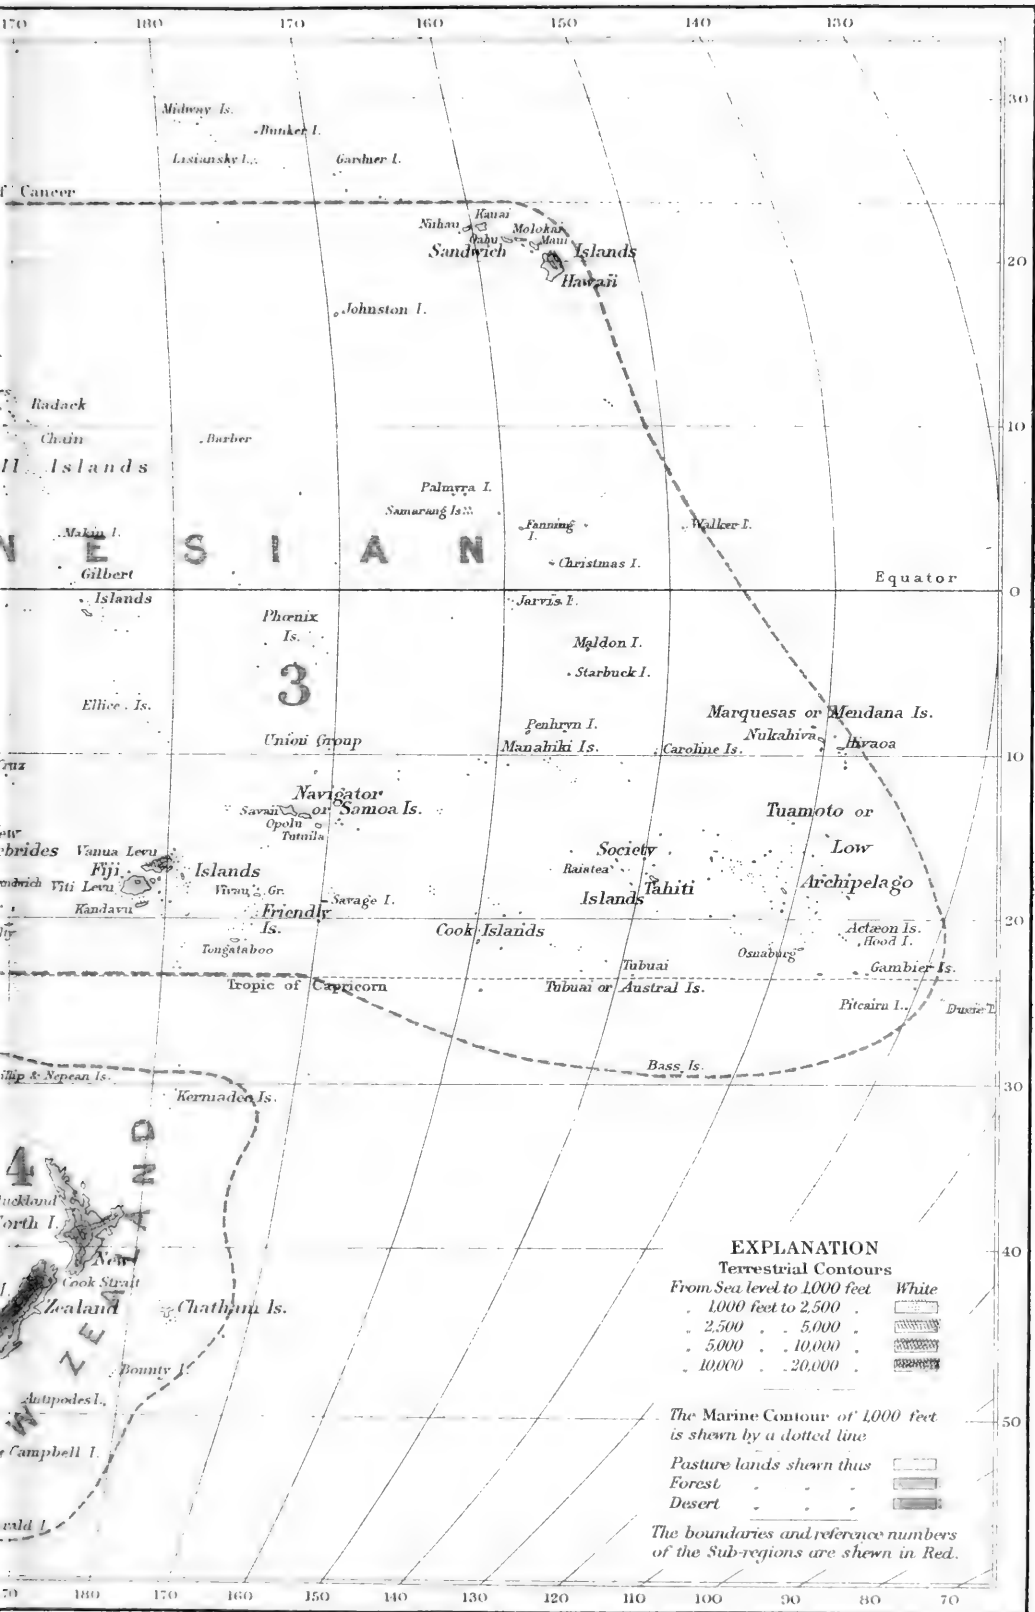 170 180 170 160 150 140 130
30
Midway Is.
Bunker I.
Lisiansky I.
Gardner I.
Cancer
Kauai
Niihau
Oahu
Molokai
Maui
Sandwich Islands
Hawaii
20
Johnston I.
Radack
Chain
Barber
10
Islands
Palmyra I.
Samarang Is.
Fanning
I.
Walker I.
Makin I.
NESIAN
Christmas I.
Gilbert
Equator
0
Islands
Jarvis I.
Phœnix
Is.
Maldon I.
3
Starbuck I.
Ellice Is.
Marquesas or Mendana Is.
Penhryn I.
Nukahiva
Union Group
Manahiki Is.
Caroline Is.
Hivaoa
10
Navigator
or Samoa Is.
Savaii
Opolu
Tutuila
Tuamoto or
Low
Archipelago
brides
Vanua Levu
Fiji
Islands
Viti Levu
Kandavu
Society
Raiatea
Tahiti
Islands
Vavau Gr.
Savage I.
Friendly
Is.
Tongataboo
20
Cook Islands
Actæon Is.
Hood I.
Osnaburg
Tubuai
Gambier Is.
Tropic of Capricorn
Tubuai or Austral Is.
Pitcairn I.
Ducie I.
Bass Is.
& Nepean Is.
30
Kermadec Is.
4
W ZEALAND
orth I.
New
Cook Strait
Zealand
40
Chatham Is.
Bounty I.
Antipodes I.
Campbell I.
50
EXPLANATION
Terrestrial Contours
From Sea level to 1,000 feet White
" 1,000 feet to 2,500 "
" 2,500 " " 5,000 "
" 5,000 " " 10,000 "
" 10,000 " " 20,000 "
The Marine Contour of 1,000 feet
is shewn by a dotted line
Pasture lands shewn thus
Forest " " "
Desert " " "
The boundaries and reference numbers
of the Sub-regions are shewn in Red.
70 180 170 160 150 140 130 120 110 100 90 80 70